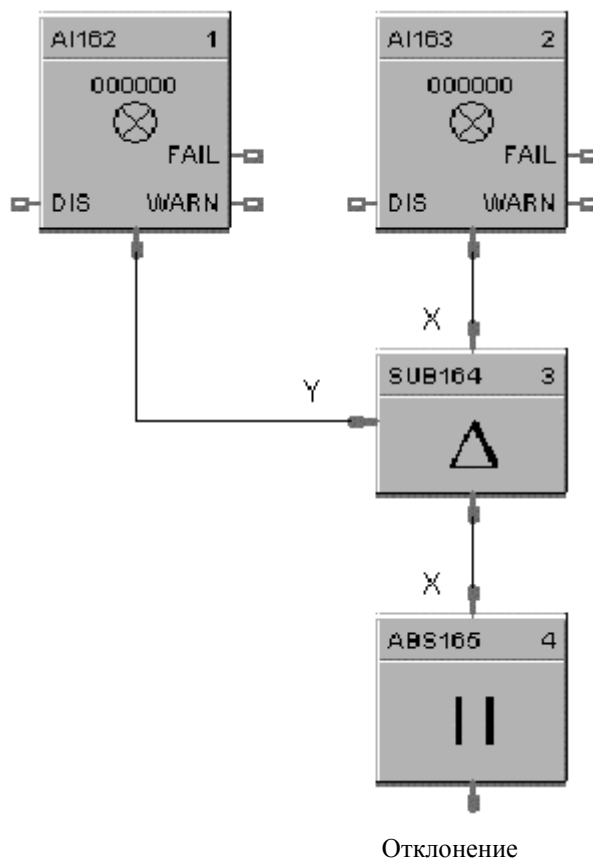 AI162 1
000000
FAIL
DIS WARN
AI163 2
000000
FAIL
DIS WARN
X
Y
SUB164 3
Δ
X
ABS165 4
| |
Отклонение